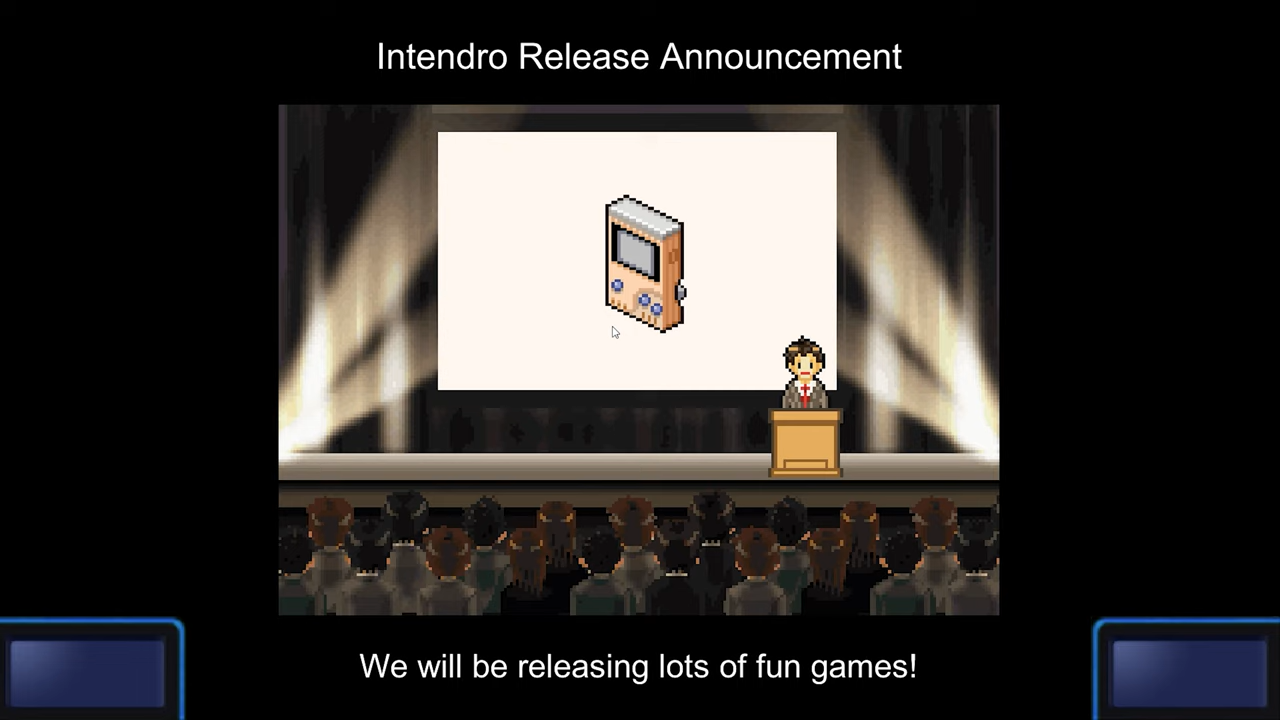 Intendro Release Announcement
We will be releasing lots of fun games!